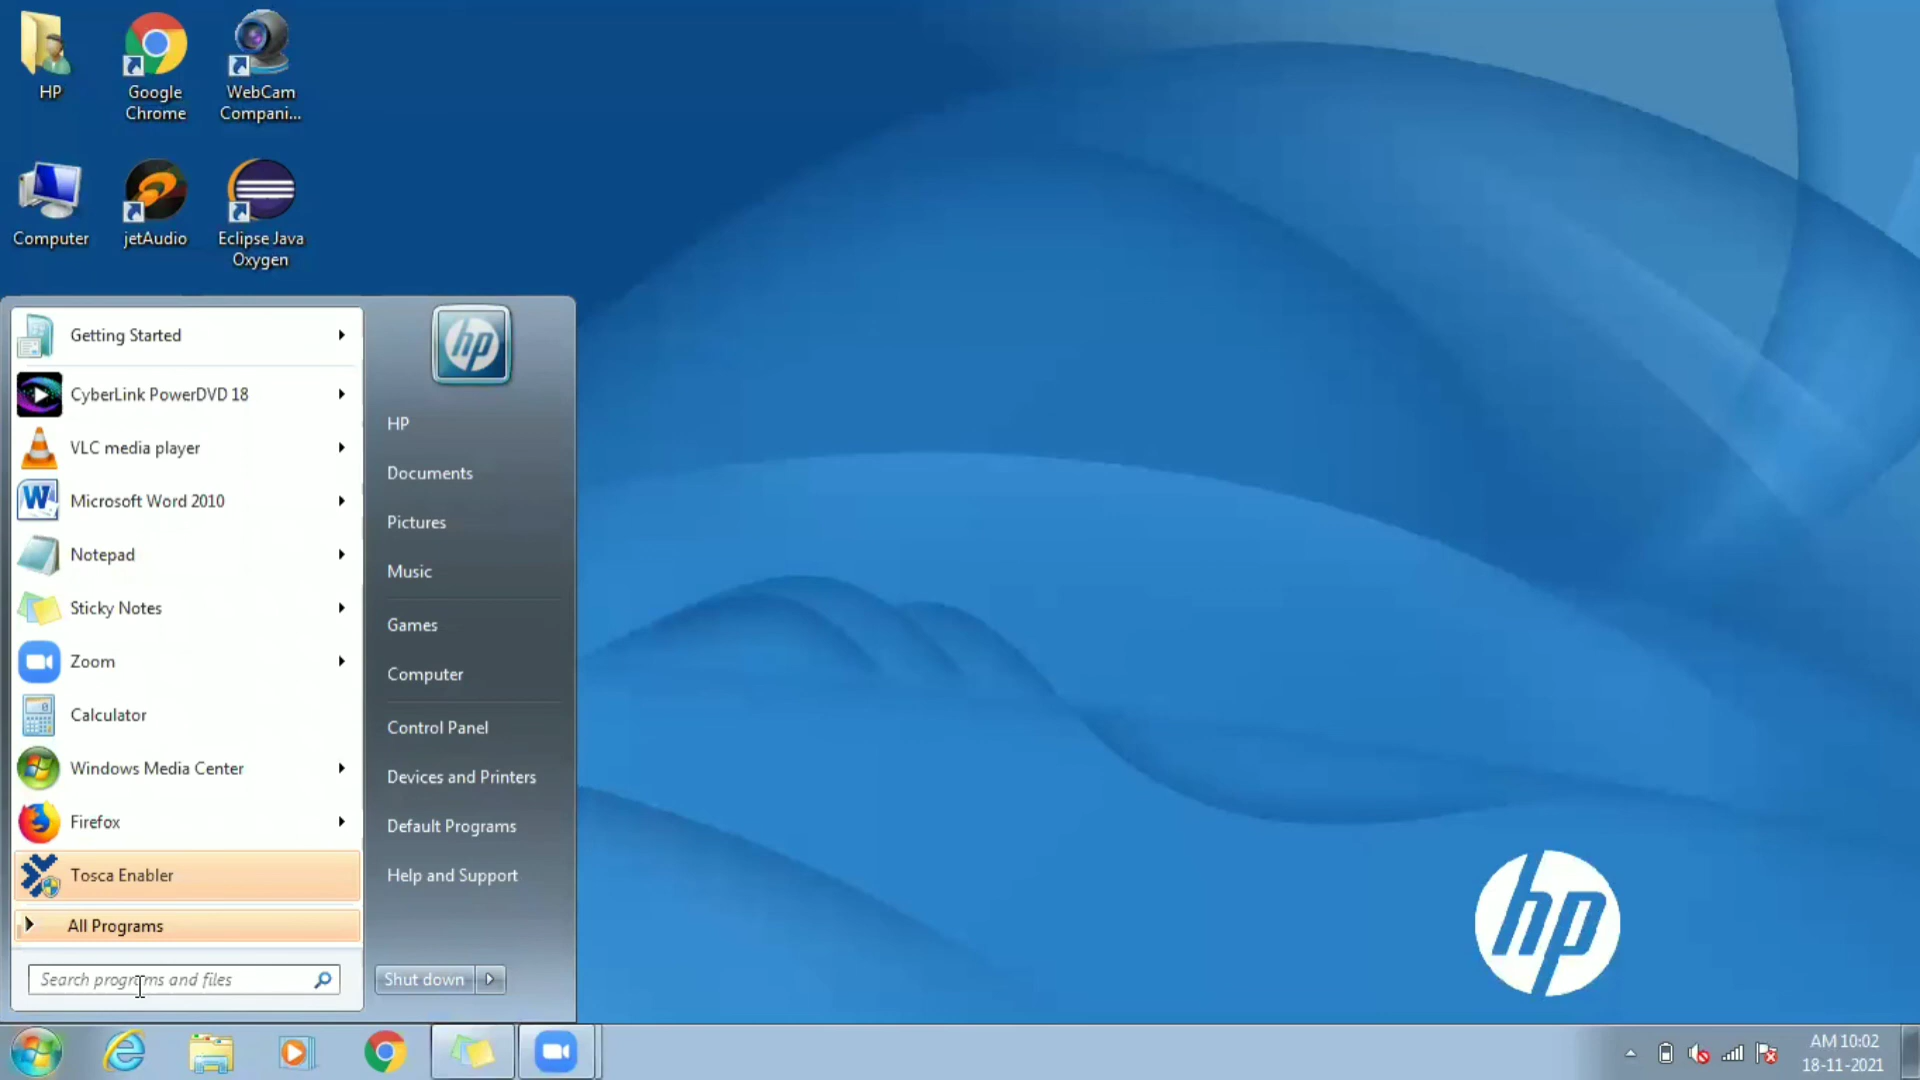 HP
Google
Chrome
WebCam
Compani...
Computer
jetAudio
Eclipse Java
Oxygen
Getting Started
CyberLink PowerDVD 18
VLC media player
Microsoft Word 2010
Notepad
Sticky Notes
Zoom
Calculator
Windows Media Center
Firefox
Tosca Enabler
All Programs
Search programs and files
hp
HP
Documents
Pictures
Music
Games
Computer
Control Panel
Devices and Printers
Default Programs
Help and Support
Shut down
hp
AM 10:02
18-11-2021